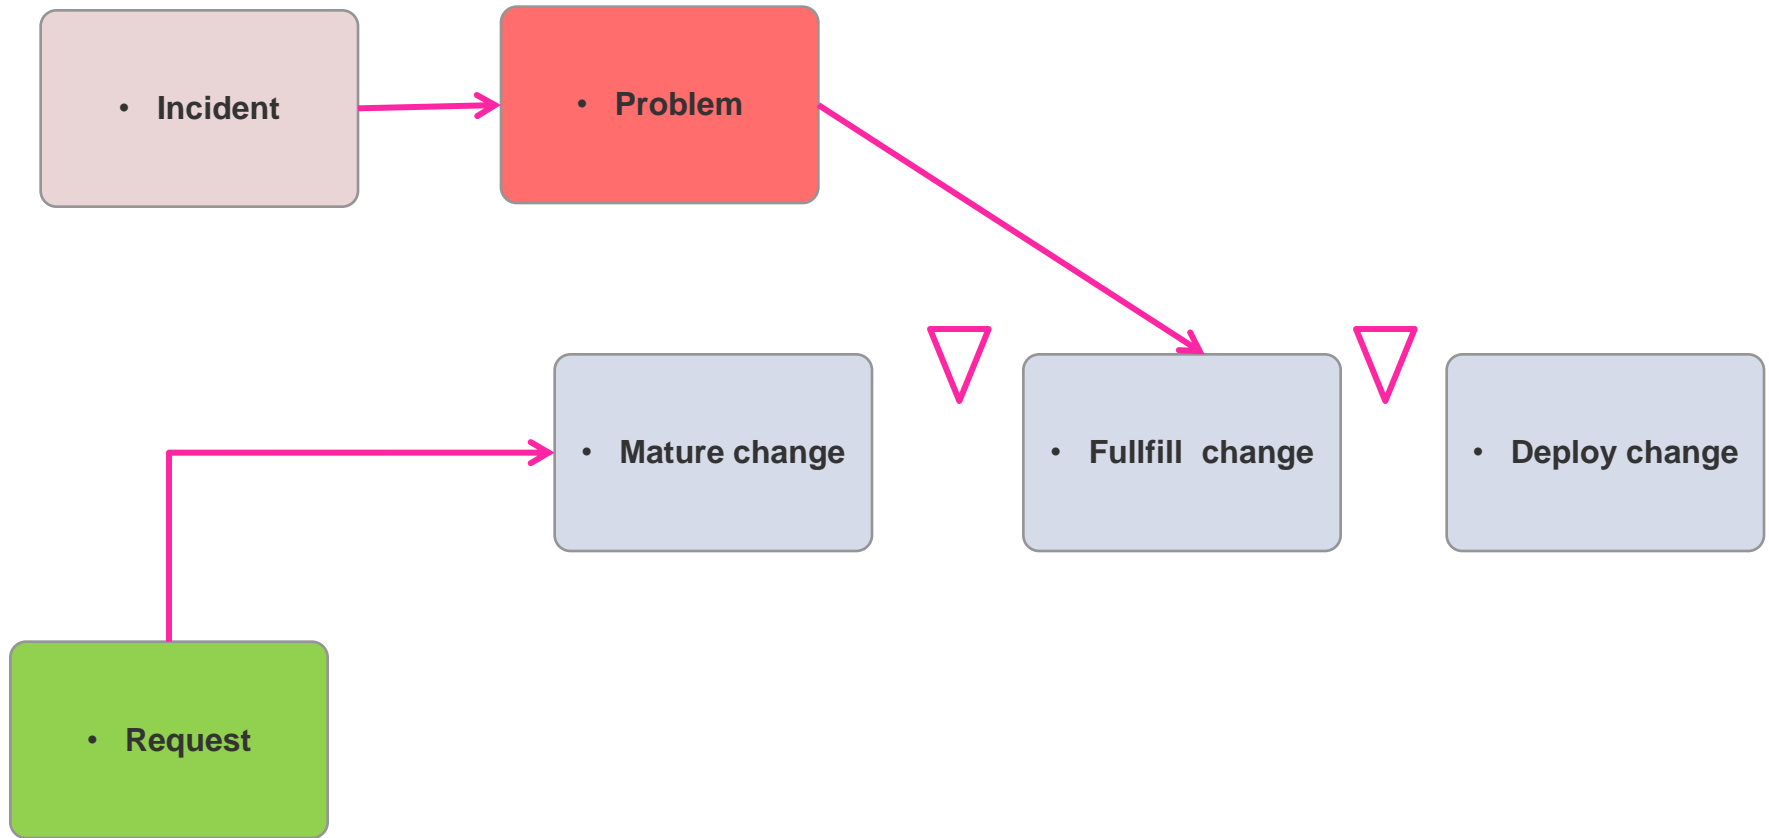 • Incident
• Problem
• Mature change
• Fullfill  change
• Deploy change
• Request